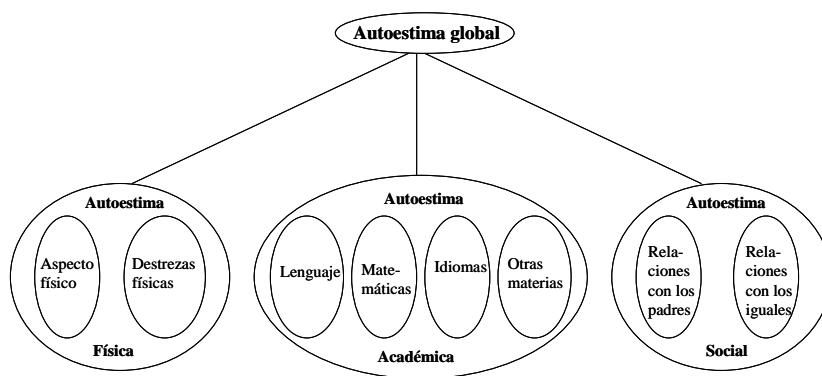 Autoestima global
Autoestima
Aspecto
físico
Destrezas
físicas
Física
Autoestima
Lenguaje
Mate-
máticas
Idiomas
Otras
materias
Académica
Autoestima
Rela-
ciones
con los
padres
Rela-
ciones
con los
iguales
Social